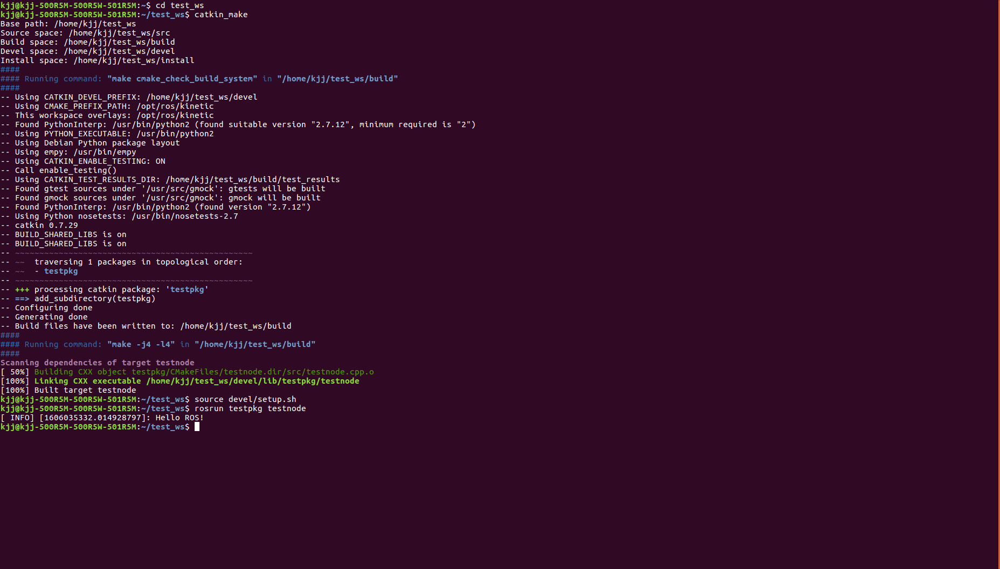 kjj@kjj-500R5M-500R5W-501R5M:~$ cd test_ws
kjj@kjj-500R5M-500R5W-501R5M:~/test_ws$ catkin_make
Base path: /home/kjj/test_ws
Source space: /home/kjj/test_ws/src
Build space: /home/kjj/test_ws/build
Devel space: /home/kjj/test_ws/devel
Install space: /home/kjj/test_ws/install
####
#### Running command: "make cmake_check_build_system" in "/home/kjj/test_ws/build"
####
-- Using CATKIN_DEVEL_PREFIX: /home/kjj/test_ws/devel
-- Using CMAKE_PREFIX_PATH: /opt/ros/kinetic
-- This workspace overlays: /opt/ros/kinetic
-- Found PythonInterp: /usr/bin/python2 (found suitable version "2.7.12", minimum required is "2")
-- Using PYTHON_EXECUTABLE: /usr/bin/python2
-- Using Debian Python package layout
-- Using empy: /usr/bin/empy
-- Using CATKIN_ENABLE_TESTING: ON
-- Call enable_testing()
-- Using CATKIN_TEST_RESULTS_DIR: /home/kjj/test_ws/build/test_results
-- Found gtest sources under '/usr/src/gmock': gtests will be built
-- Found gmock sources under '/usr/src/gmock': gmock will be built
-- Found PythonInterp: /usr/bin/python2 (found version "2.7.12")
-- Using Python nosetests: /usr/bin/nosetests-2.7
-- catkin 0.7.29
-- BUILD_SHARED_LIBS is on
-- BUILD_SHARED_LIBS is on
-- ~~~~~~~~~~~~~~~~~~~~~~~~~~~~~~~~~~~~~~~~~~~~~~~~~
-- ~~  traversing 1 packages in topological order:
-- ~~  - testpkg
-- ~~~~~~~~~~~~~~~~~~~~~~~~~~~~~~~~~~~~~~~~~~~~~~~~~
-- +++ processing catkin package: 'testpkg'
-- ==> add_subdirectory(testpkg)
-- Configuring done
-- Generating done
-- Build files have been written to: /home/kjj/test_ws/build
####
#### Running command: "make -j4 -l4" in "/home/kjj/test_ws/build"
####
Scanning dependencies of target testnode
[ 50%] Building CXX object testpkg/CMakeFiles/testnode.dir/src/testnode.cpp.o
[100%] Linking CXX executable /home/kjj/test_ws/devel/lib/testpkg/testnode
[100%] Built target testnode
kjj@kjj-500R5M-500R5W-501R5M:~/test_ws$ source devel/setup.sh
kjj@kjj-500R5M-500R5W-501R5M:~/test_ws$ rosrun testpkg testnode
[ INFO] [1606035332.014928797]: Hello ROS!
kjj@kjj-500R5M-500R5W-501R5M:~/test_ws$